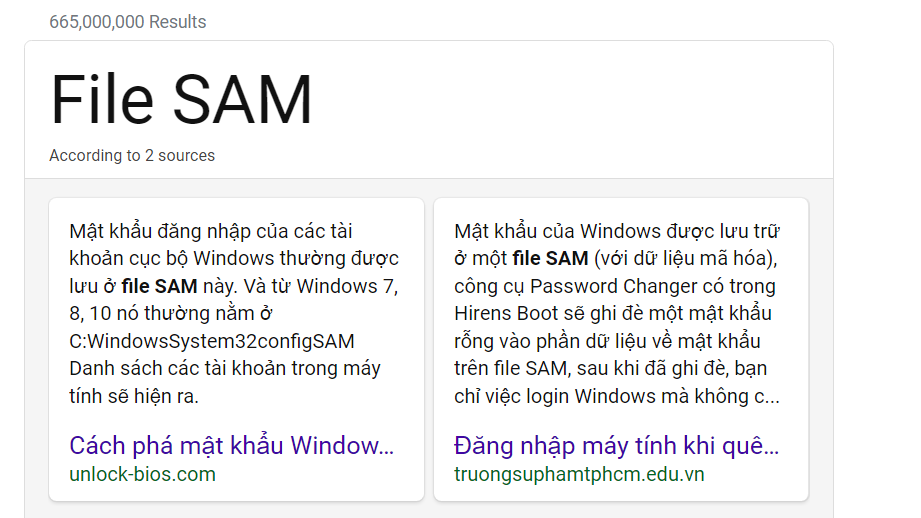 665,000,000 Results
File SAM
According to 2 sources
Mật khẩu đăng nhập của các tài
khoản cục bộ Windows thường được
lưu ở file SAM này. Và từ Windows 7,
8, 10 nó thường nằm ở
C:WindowsSystem32configSAM
Danh sách các tài khoản trong máy
tính sẽ hiện ra.
Cách phá mật khẩu Window...
unlock-bios.com
Mật khẩu của Windows được lưu trữ
ở một file SAM (với dữ liệu mã hóa),
công cụ Password Changer có trong
Hirens Boot sẽ ghi đè một mật khẩu
rỗng vào phần dữ liệu về mật khẩu
trên file SAM, sau khi đã ghi đè, bạn
chỉ việc login Windows mà không c...
Đăng nhập máy tính khi quê...
truongsuphamtphcm.edu.vn